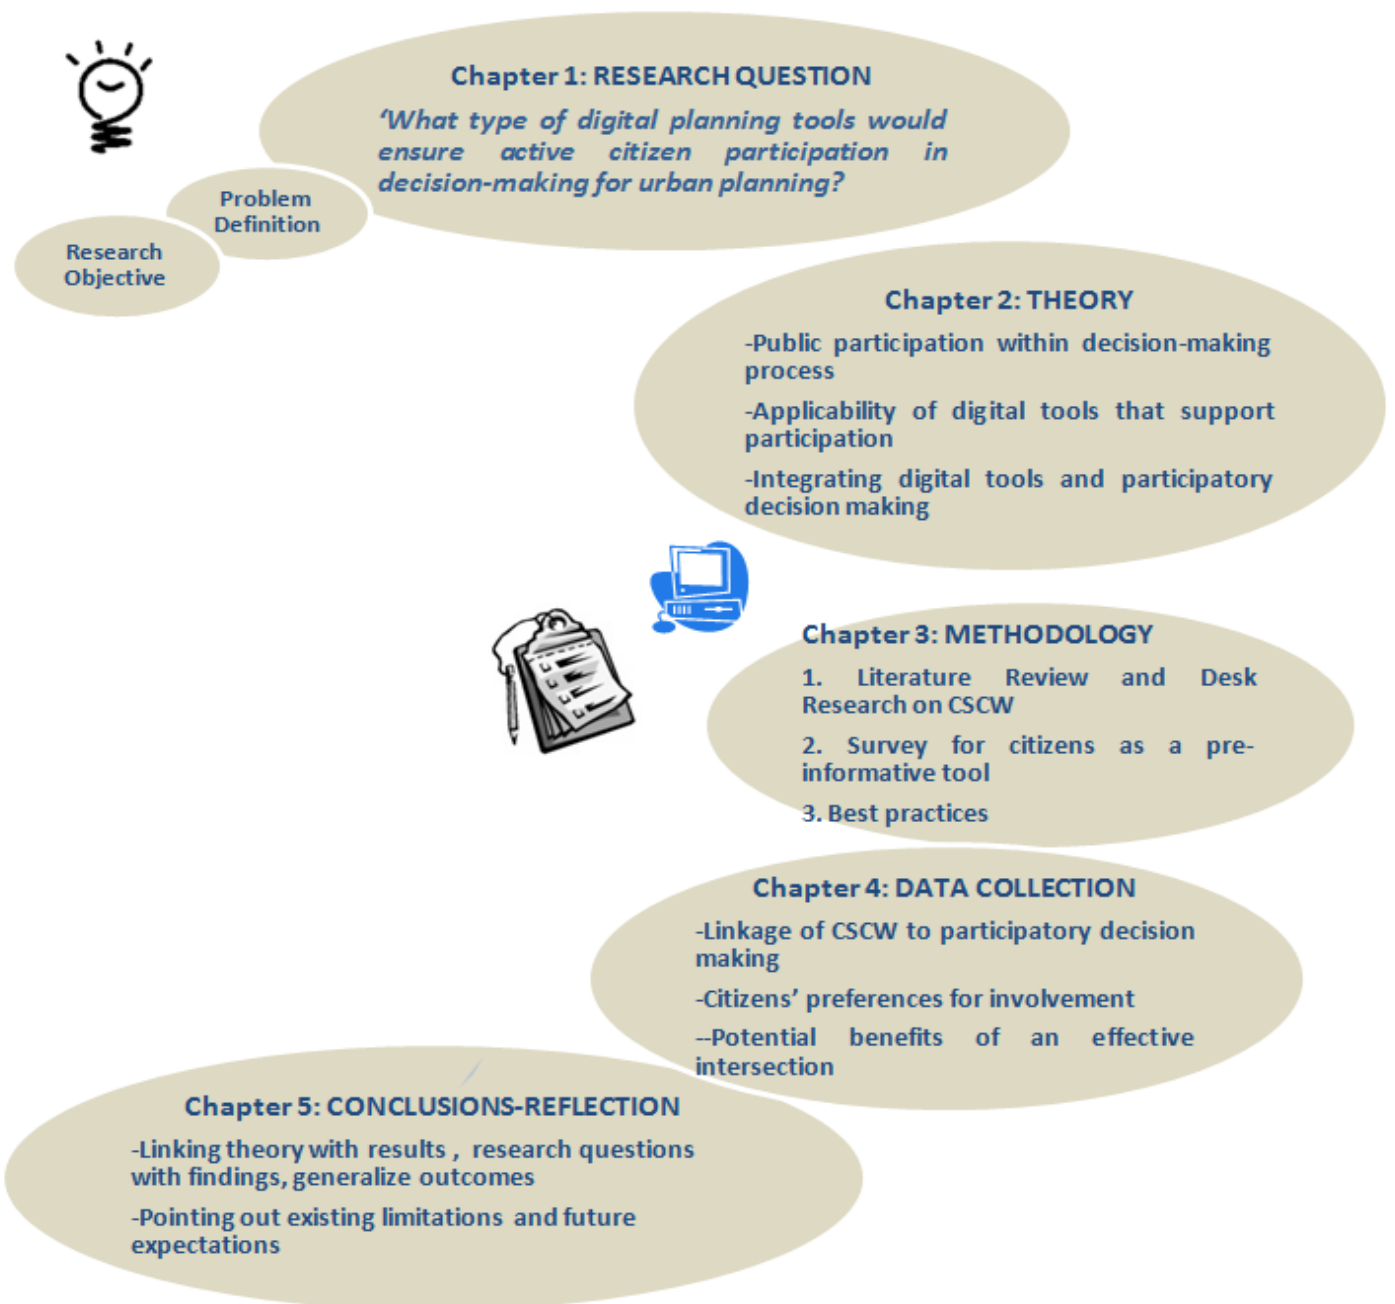 Chapter 1: RESEARCH QUESTION
‘What type of digital planning tools would
ensure active citizen participation in
decision-making for urban planning?
Problem
Definition
Research
Objective
Chapter 2: THEORY
-Public participation within decision-making
process
-Applicability of digital tools that support
participation
-Integrating digital tools and participatory
decision making
Chapter 3: METHODOLOGY
1. Literature Review and Desk
Research on CSCW
2. Survey for citizens as a pre-
informative tool
3. Best practices
Chapter 4: DATA COLLECTION
-Linkage of CSCW to participatory decision
making
-Citizens’ preferences for involvement
--Potential benefits of an effective
intersection
Chapter 5: CONCLUSIONS-REFLECTION
-Linking theory with results , research questions
with findings, generalize outcomes
-Pointing out existing limitations and future
expectations